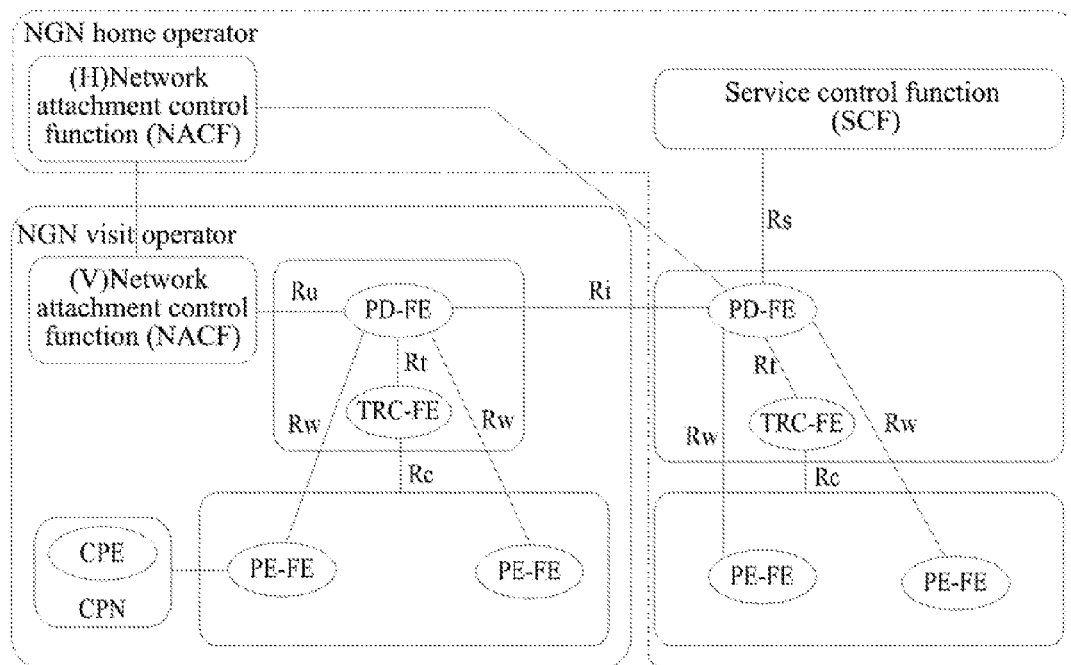 NGN home operator
(H)Network
attachment control
function (NACF)
Service control function
(SCF)
Rs
NGN visit operator
(V)Network
attachment control
function (NACF)
Ru
PD-FE
Ri
PD-FE
Rt
TRC-FE
Rw
Rw
Rc
Rt
TRC-FE
Rw
Rw
Rc
CPE
CPN
PE-FE
PE-FE
PE-FE
PE-FE